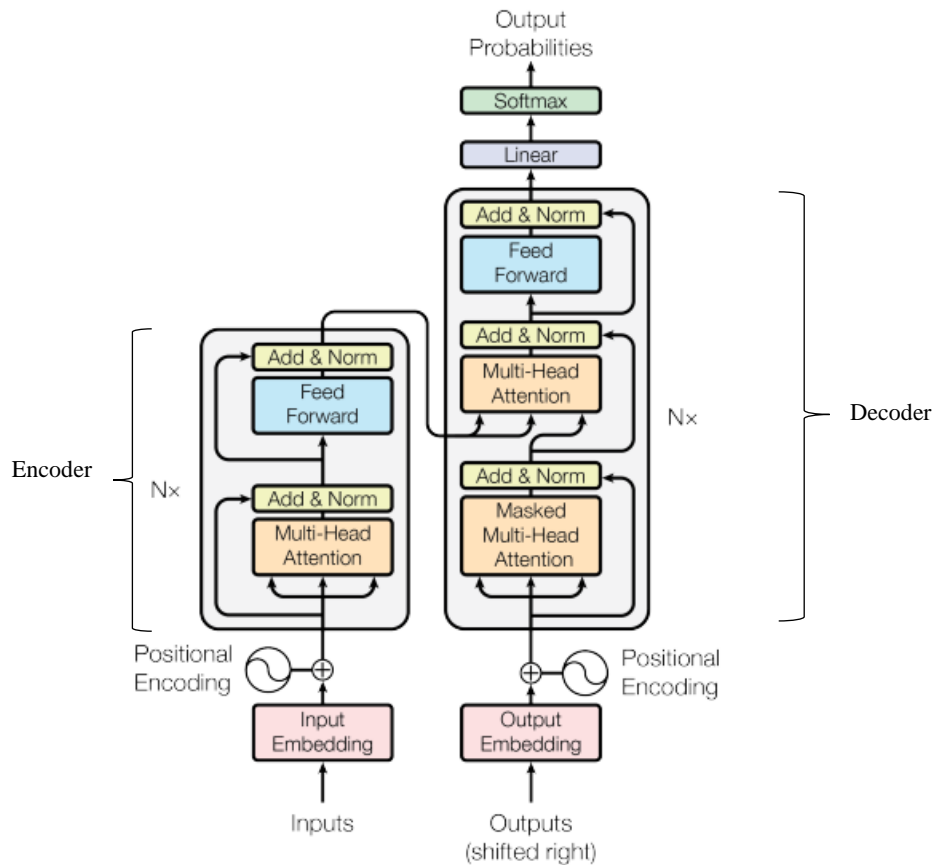 Output
Probabilities
Softmax
Linear
Add & Norm
Feed
Forward
Add & Norm
Multi-Head
Attention
Add & Norm
Masked
Multi-Head
Attention
N×
Decoder
Add & Norm
Feed
Forward
Add & Norm
Multi-Head
Attention
Encoder
N×
Positional
Encoding
Positional
Encoding
Input
Embedding
Output
Embedding
Inputs
Outputs
(shifted right)